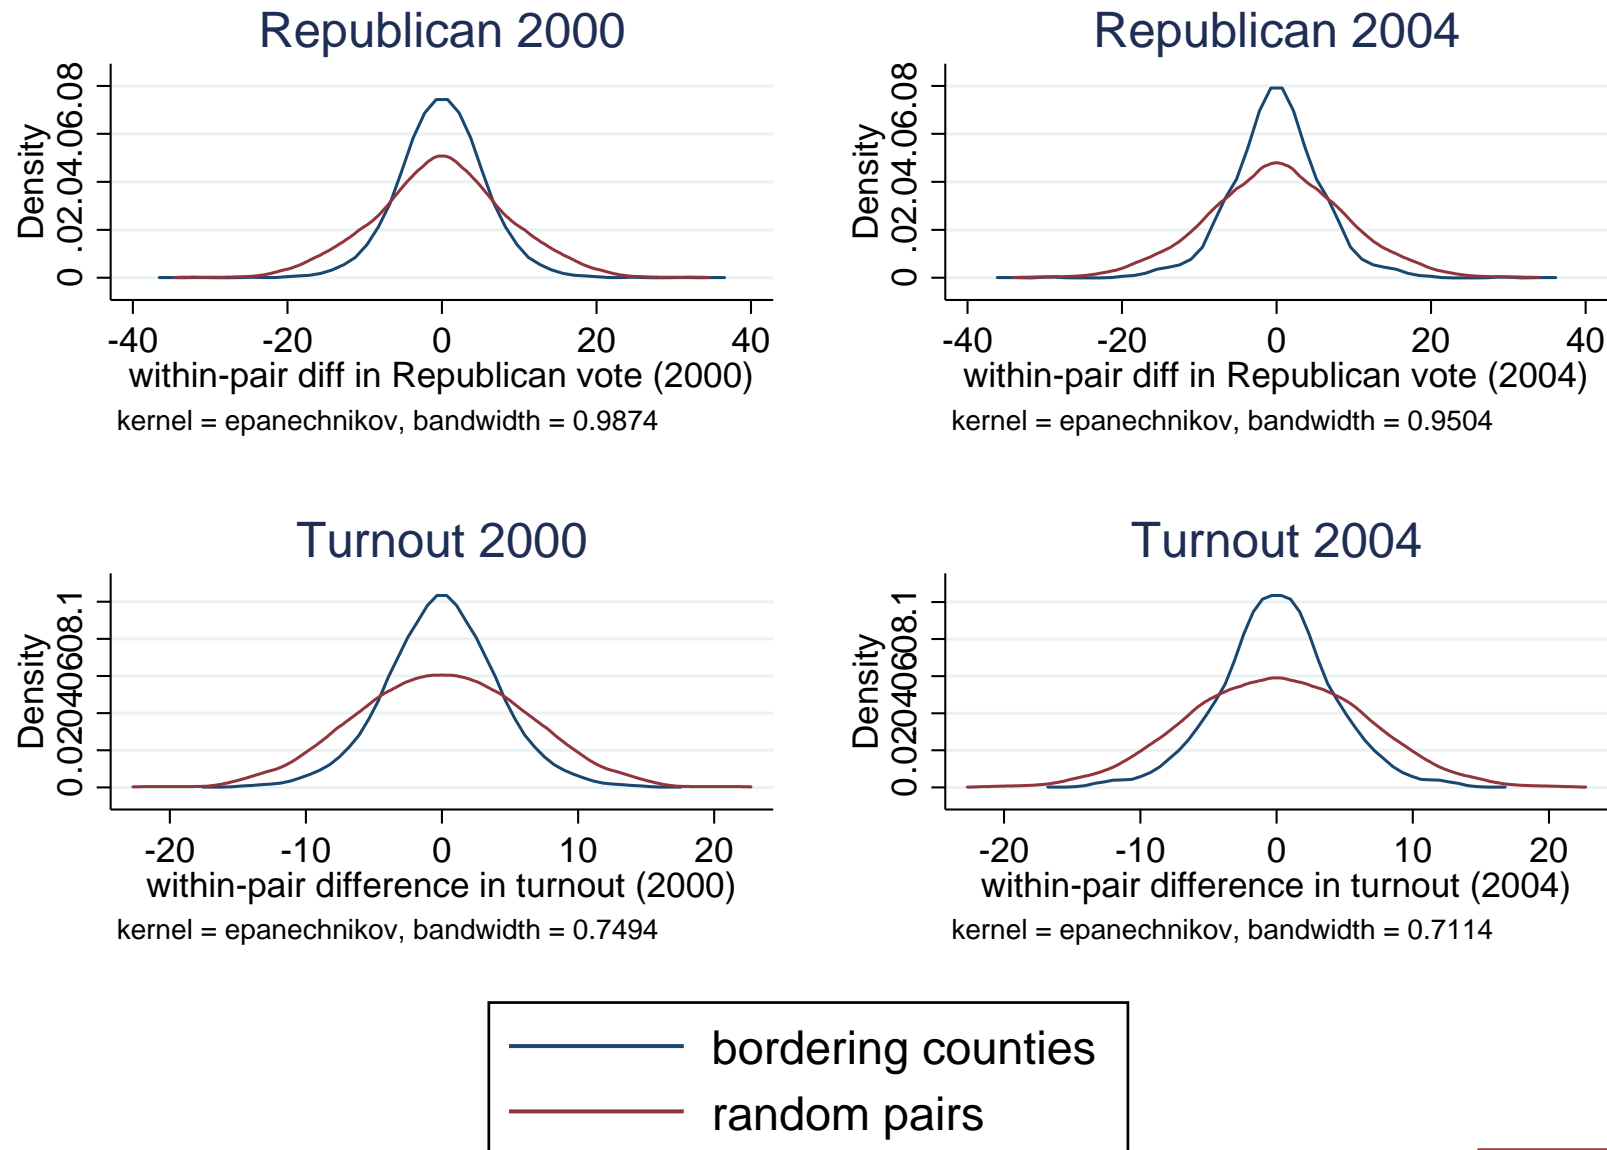 Republican 2000
Density
0 .02 .04 .06 .08
-40 -20 0 20 40
within-pair diff in Republican vote (2000)
kernel = epanechnikov, bandwidth = 0.9874
Republican 2004
Density
0 .02 .04 .06 .08
-40 -20 0 20 40
within-pair diff in Republican vote (2004)
kernel = epanechnikov, bandwidth = 0.9504
Turnout 2000
Density
0 .02 .04 .06 .08 .1
-20 -10 0 10 20
within-pair difference in turnout (2000)
kernel = epanechnikov, bandwidth = 0.7494
Turnout 2004
Density
0 .02 .04 .06 .08 .1
-20 -10 0 10 20
within-pair difference in turnout (2004)
kernel = epanechnikov, bandwidth = 0.7114
bordering counties
random pairs